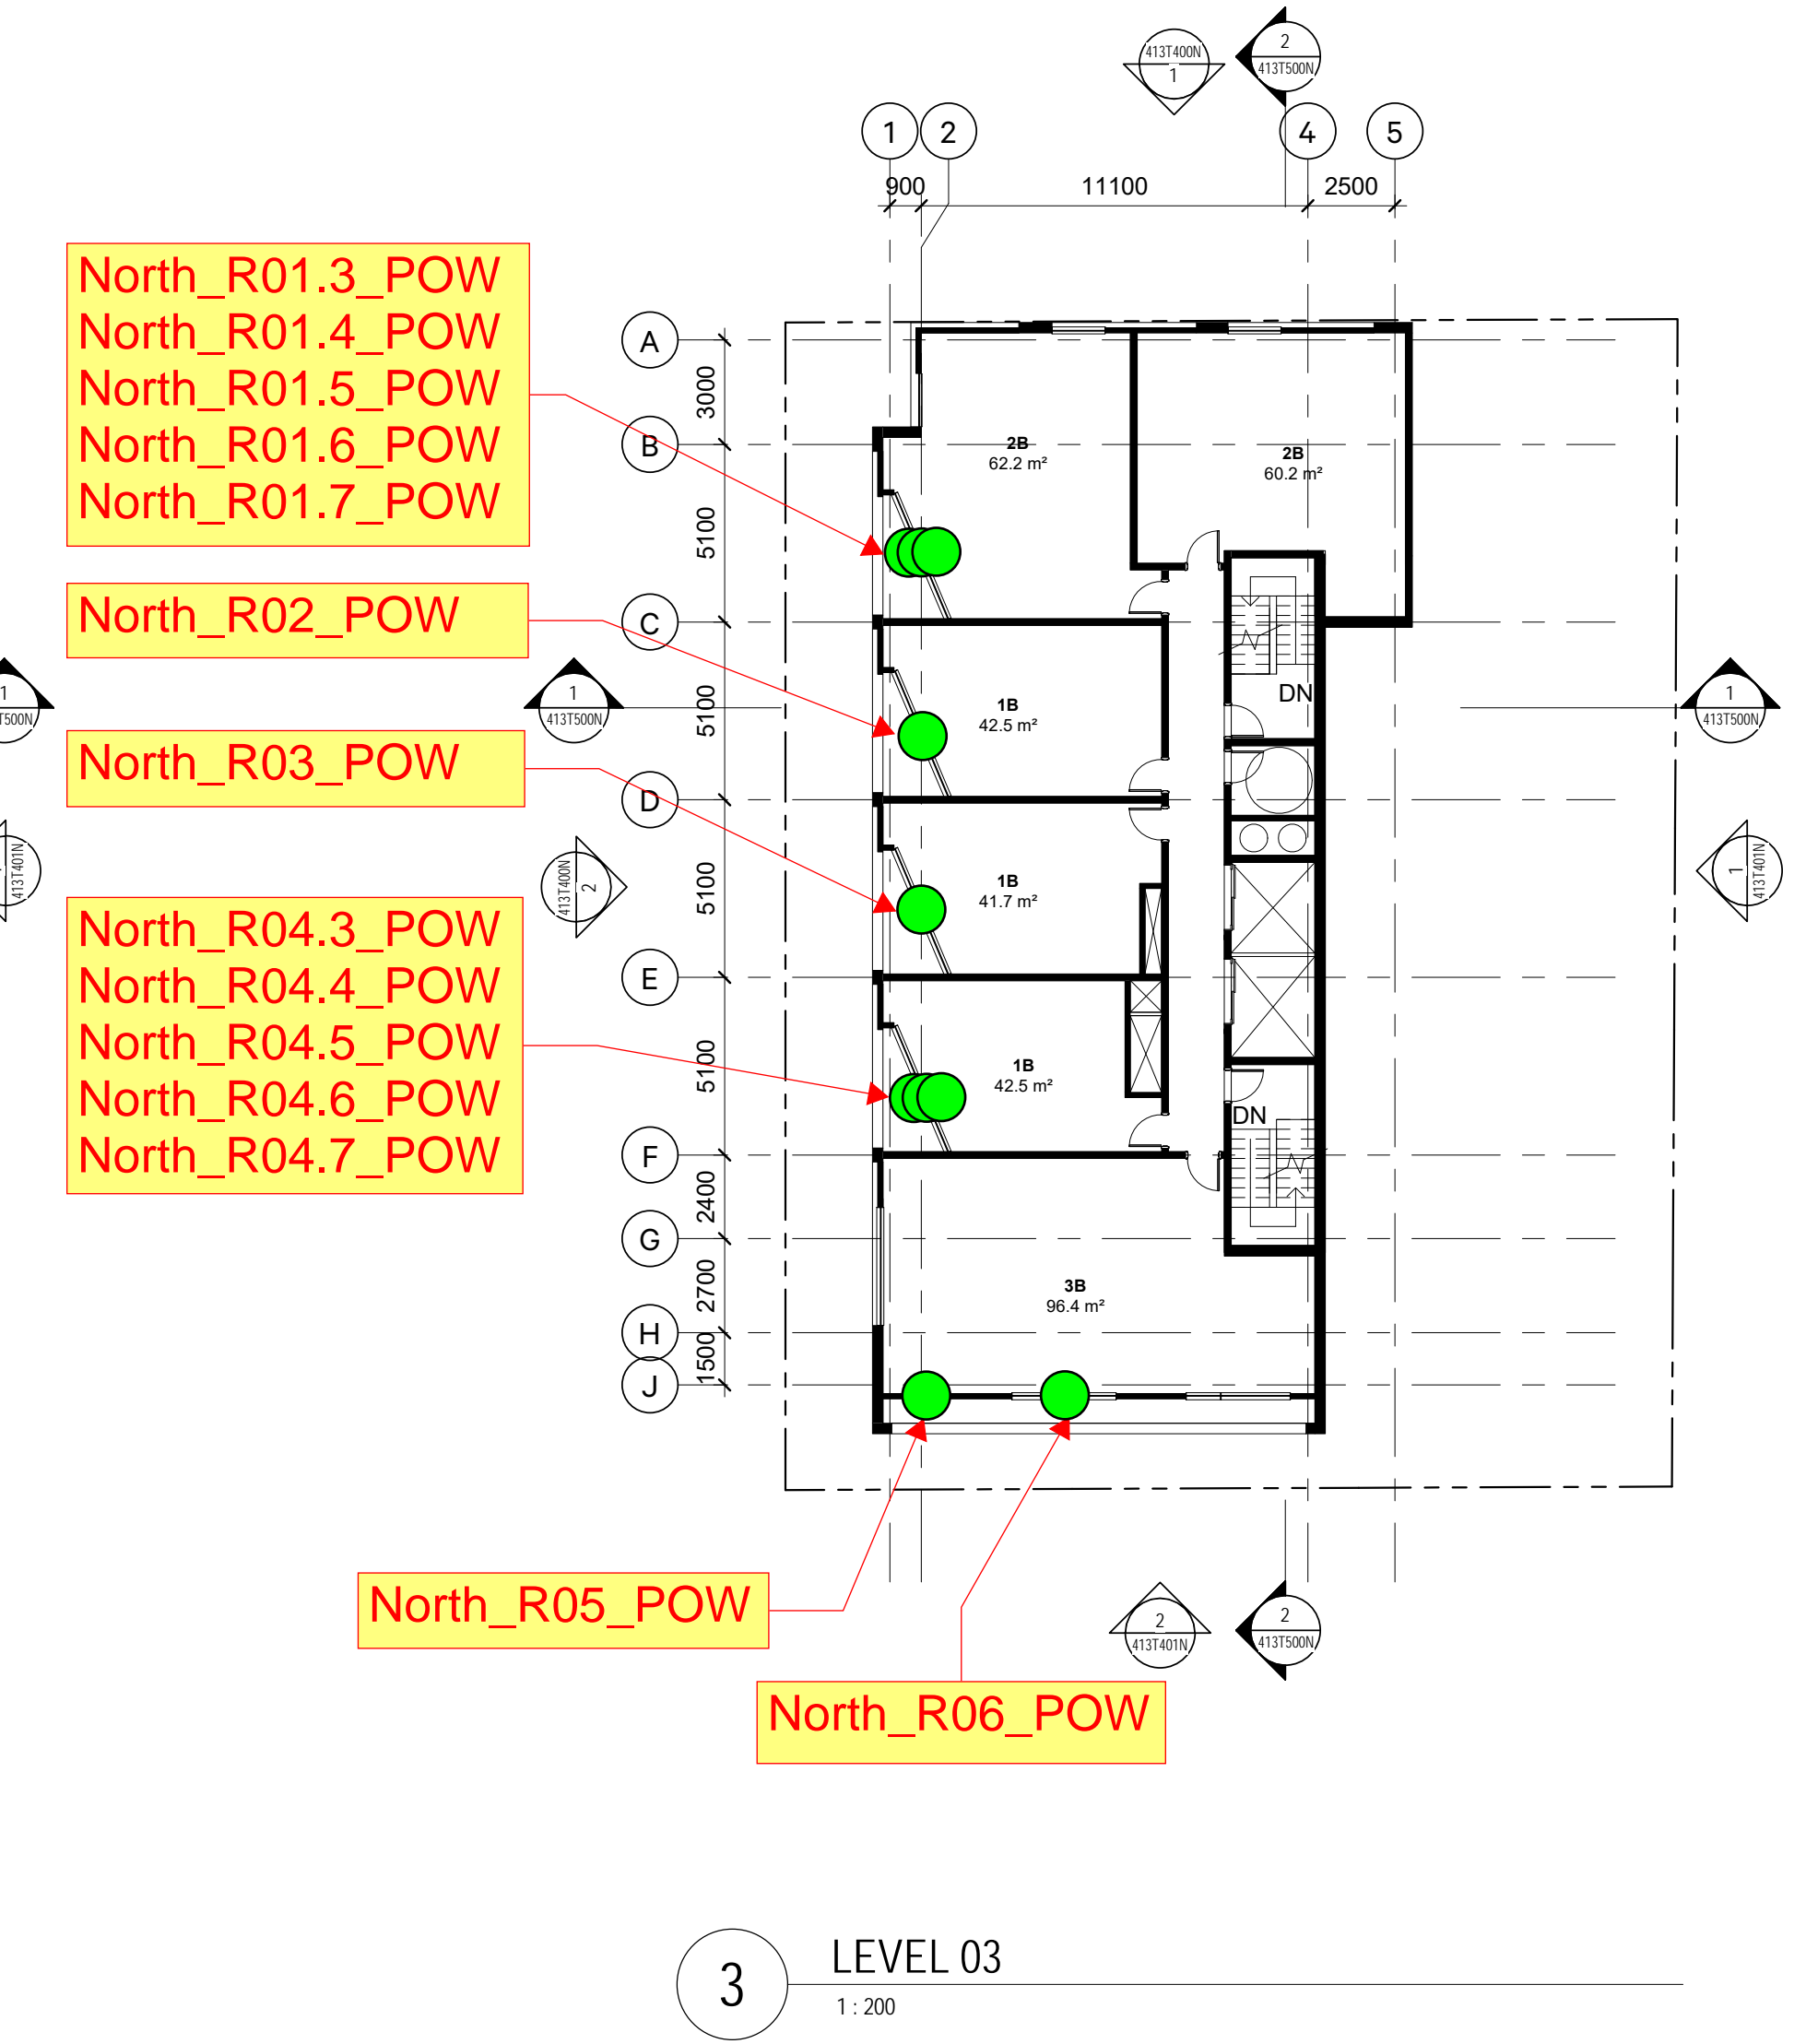 413T400N
1
2
413T500N
1
2
4
5
900
11100
2500
North_R01.3_POW
North_R01.4_POW
North_R01.5_POW
North_R01.6_POW
North_R01.7_POW
A
3000
B
2B
62.2 m²
2B
60.2 m²
5100
North_R02_POW
C
1
T500N
1
413T500N
5100
1B
42.5 m²
DN
1
413T500N
North_R03_POW
D
413T401N
413T400N
2
5100
1B
41.7 m²
1
413T401N
North_R04.3_POW
North_R04.4_POW
North_R04.5_POW
North_R04.6_POW
North_R04.7_POW
E
5100
1B
42.5 m²
DN
F
2400
G
2700
3B
96.4 m²
H
1500
J
North_R05_POW
2
413T401N
2
413T500N
North_R06_POW
3
LEVEL 03
1 : 200